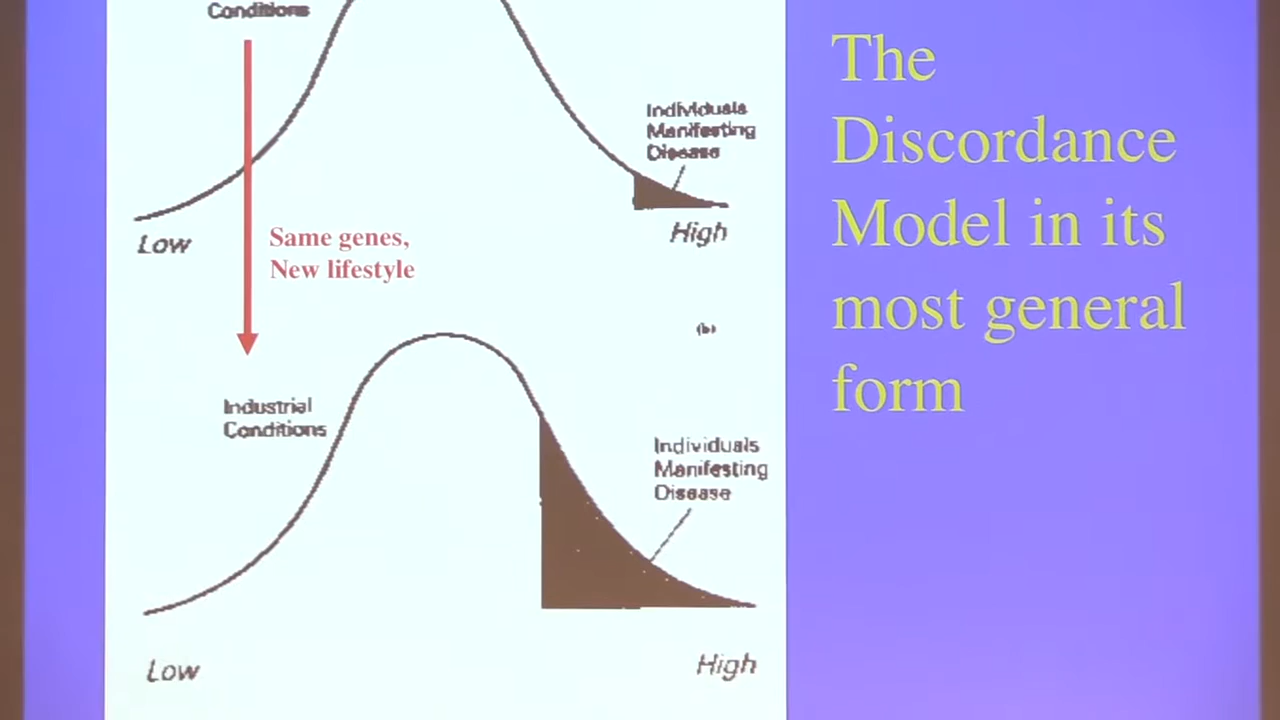 Conditions
Individuals
Manifesting
Disease
Low
High
Same genes,
New lifestyle
(b)
Industrial
Conditions
Individuals
Manifesting
Disease
Low
High
The
Discordance
Model in its
most general
form